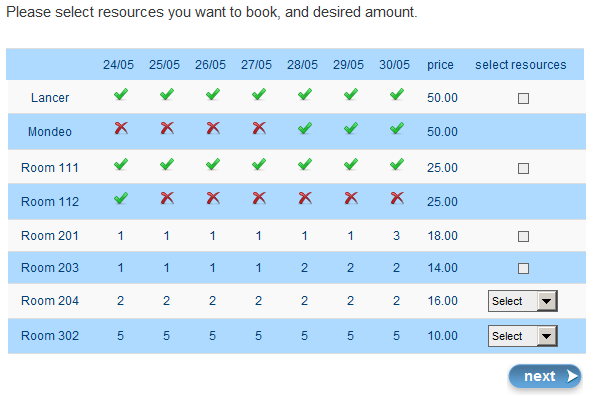 Please select resources you want to book, and desired amount.
24/05 25/05 26/05 27/05 28/05 29/05 30/05 price select resources
Lancer 50.00
Mondeo 50.00
Room 111 25.00
Room 112 25.00
Room 201 1 1 1 1 1 1 3 18.00
Room 203 1 1 1 1 2 2 2 14.00
Room 204 2 2 2 2 2 2 2 16.00 Select
Room 302 5 5 5 5 5 5 5 10.00 Select
next